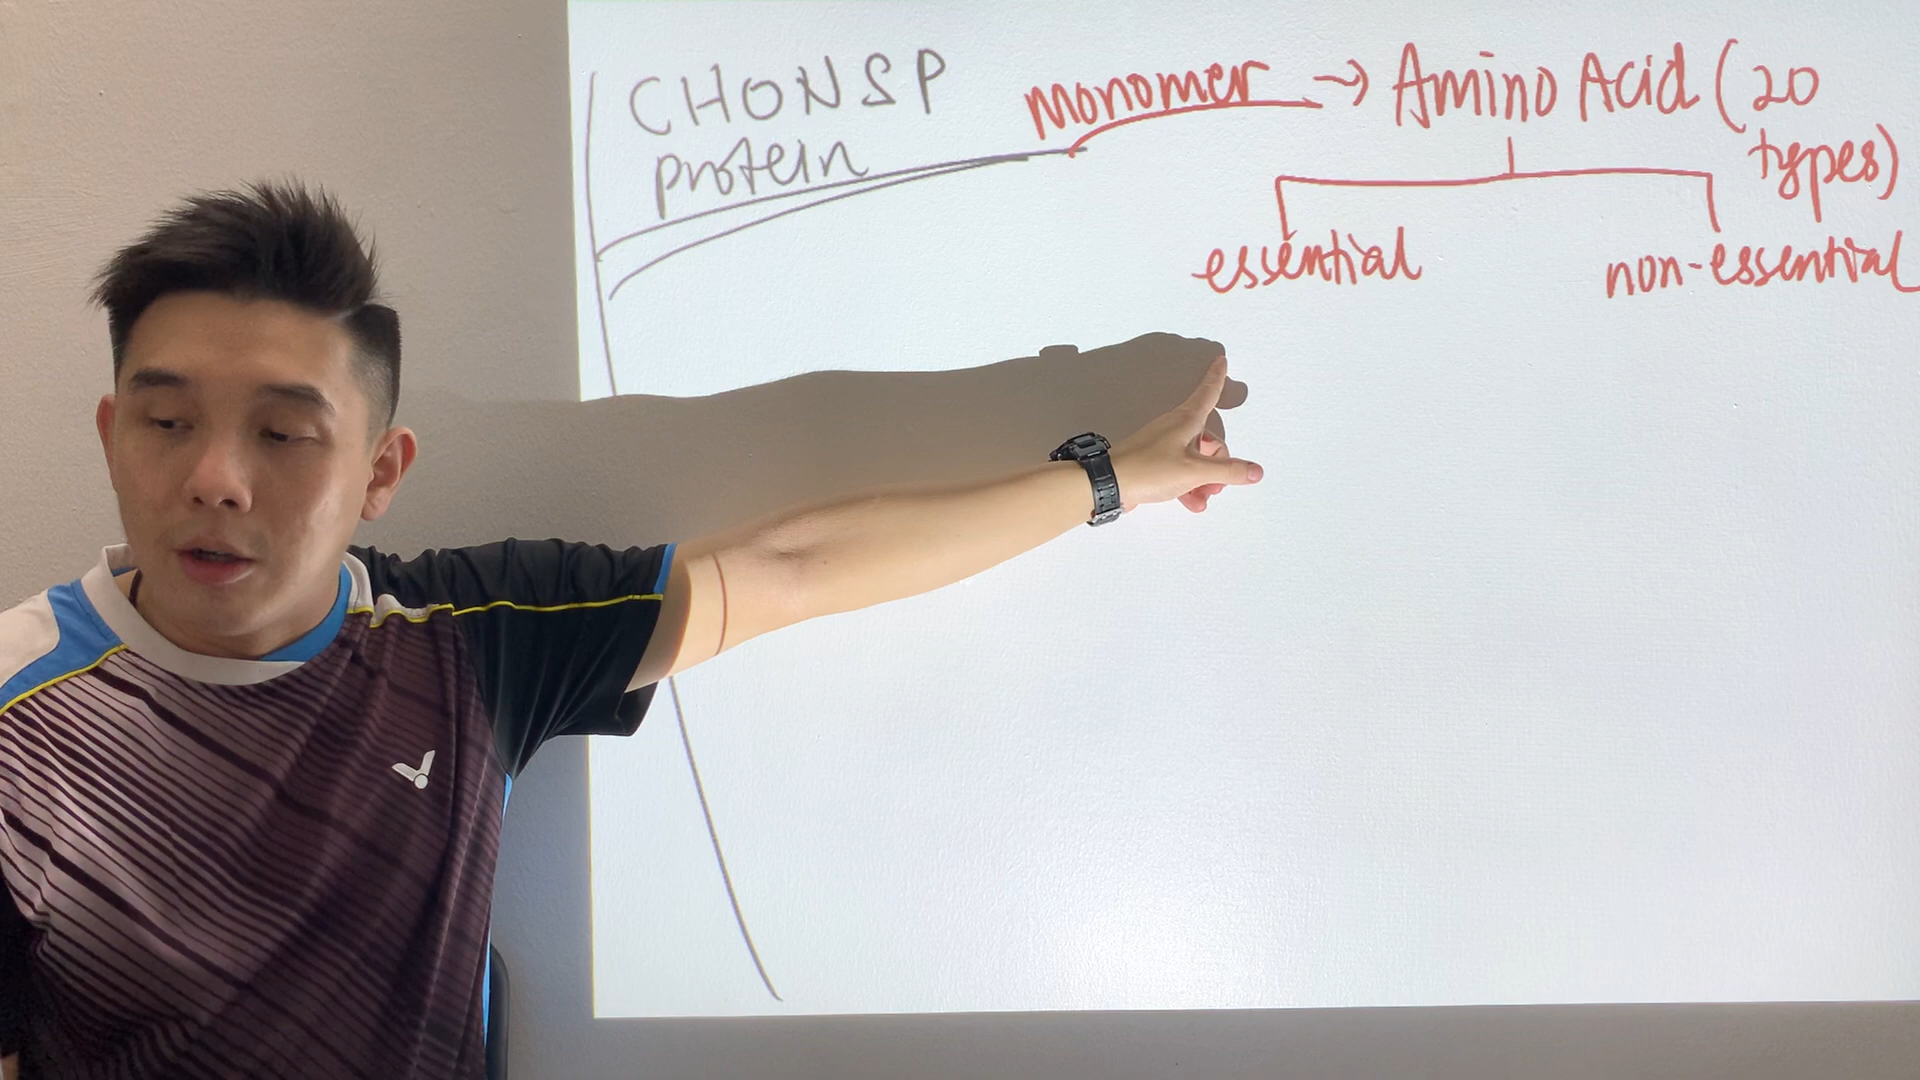 CHONSP monomer → Amino Acid (20
protein types)
essential non-essential